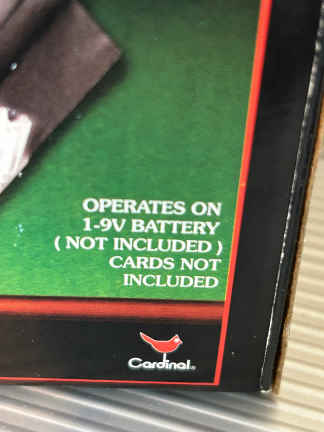 OPERATES ON
1-9V BATTERY
( NOT INCLUDED )
CARDS NOT
INCLUDED
Cardinal®